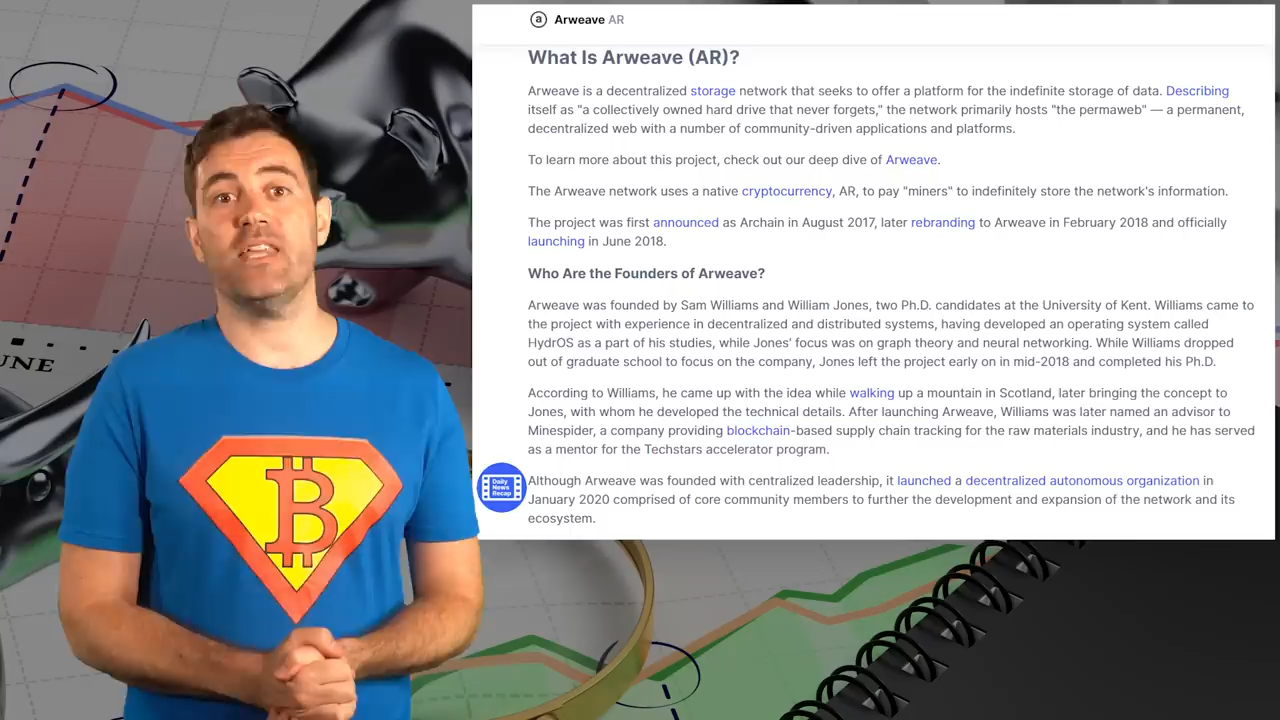 Arweave AR
What Is Arweave (AR)?
Arweave is a decentralized storage network that seeks to offer a platform for the indefinite storage of data. Describing
itself as "a collectively owned hard drive that never forgets," the network primarily hosts "the permaweb" — a permanent,
decentralized web with a number of community-driven applications and platforms.
To learn more about this project, check out our deep dive of Arweave.
The Arweave network uses a native cryptocurrency, AR, to pay "miners" to indefinitely store the network's information.
The project was first announced as Archain in August 2017, later rebranding to Arweave in February 2018 and officially
launching in June 2018.
Who Are the Founders of Arweave?
Arweave was founded by Sam Williams and William Jones, two Ph.D. candidates at the University of Kent. Williams came to
the project with experience in decentralized and distributed systems, having developed an operating system called
HydrOS as a part of his studies, while Jones' focus was on graph theory and neural networking. While Williams dropped
out of graduate school to focus on the company, Jones left the project early on in mid-2018 and completed his Ph.D.
According to Williams, he came up with the idea while walking up a mountain in Scotland, later bringing the concept to
Jones, with whom he developed the technical details. After launching Arweave, Williams was later named an advisor to
Minespider, a company providing blockchain-based supply chain tracking for the raw materials industry, and he has served
as a mentor for the Techstars accelerator program.
Although Arweave was founded with centralized leadership, it launched a decentralized autonomous organization in
January 2020 comprised of core community members to further the development and expansion of the network and its
ecosystem.
Daily
News
Recap
UNE